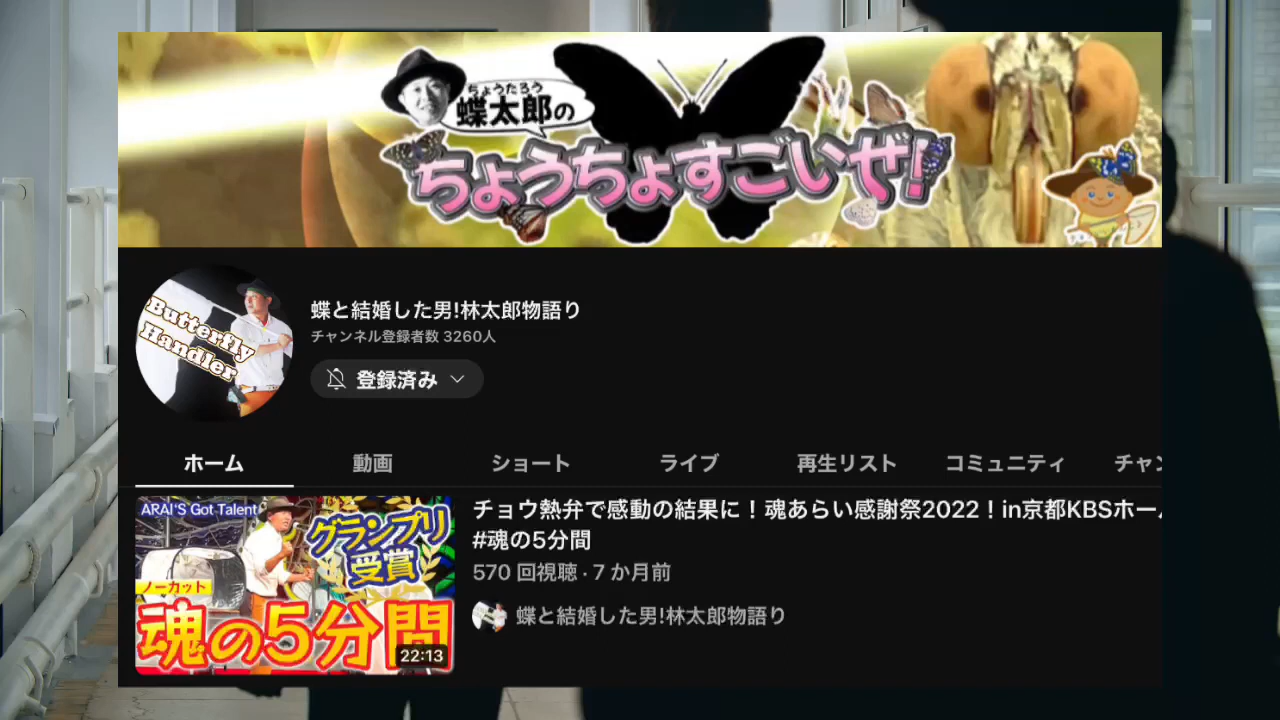 ちょうたろう
蝶太郎の
ちょうちょすごいぜ!
Butterfly
Handler
蝶と結婚した男!林太郎物語り
チャンネル登録者数 3260人
登録済み
ホーム 動画 ショート ライブ 再生リスト コミュニティ チャン
ARAI'S Got Talent
グランプリ
受賞
ノーカット
魂の5分間
22:13
チョウ熱弁で感動の結果に！魂あらい感謝祭2022！in京都KBSホール
#魂の5分間
570 回視聴・7 か月前
蝶と結婚した男!林太郎物語り